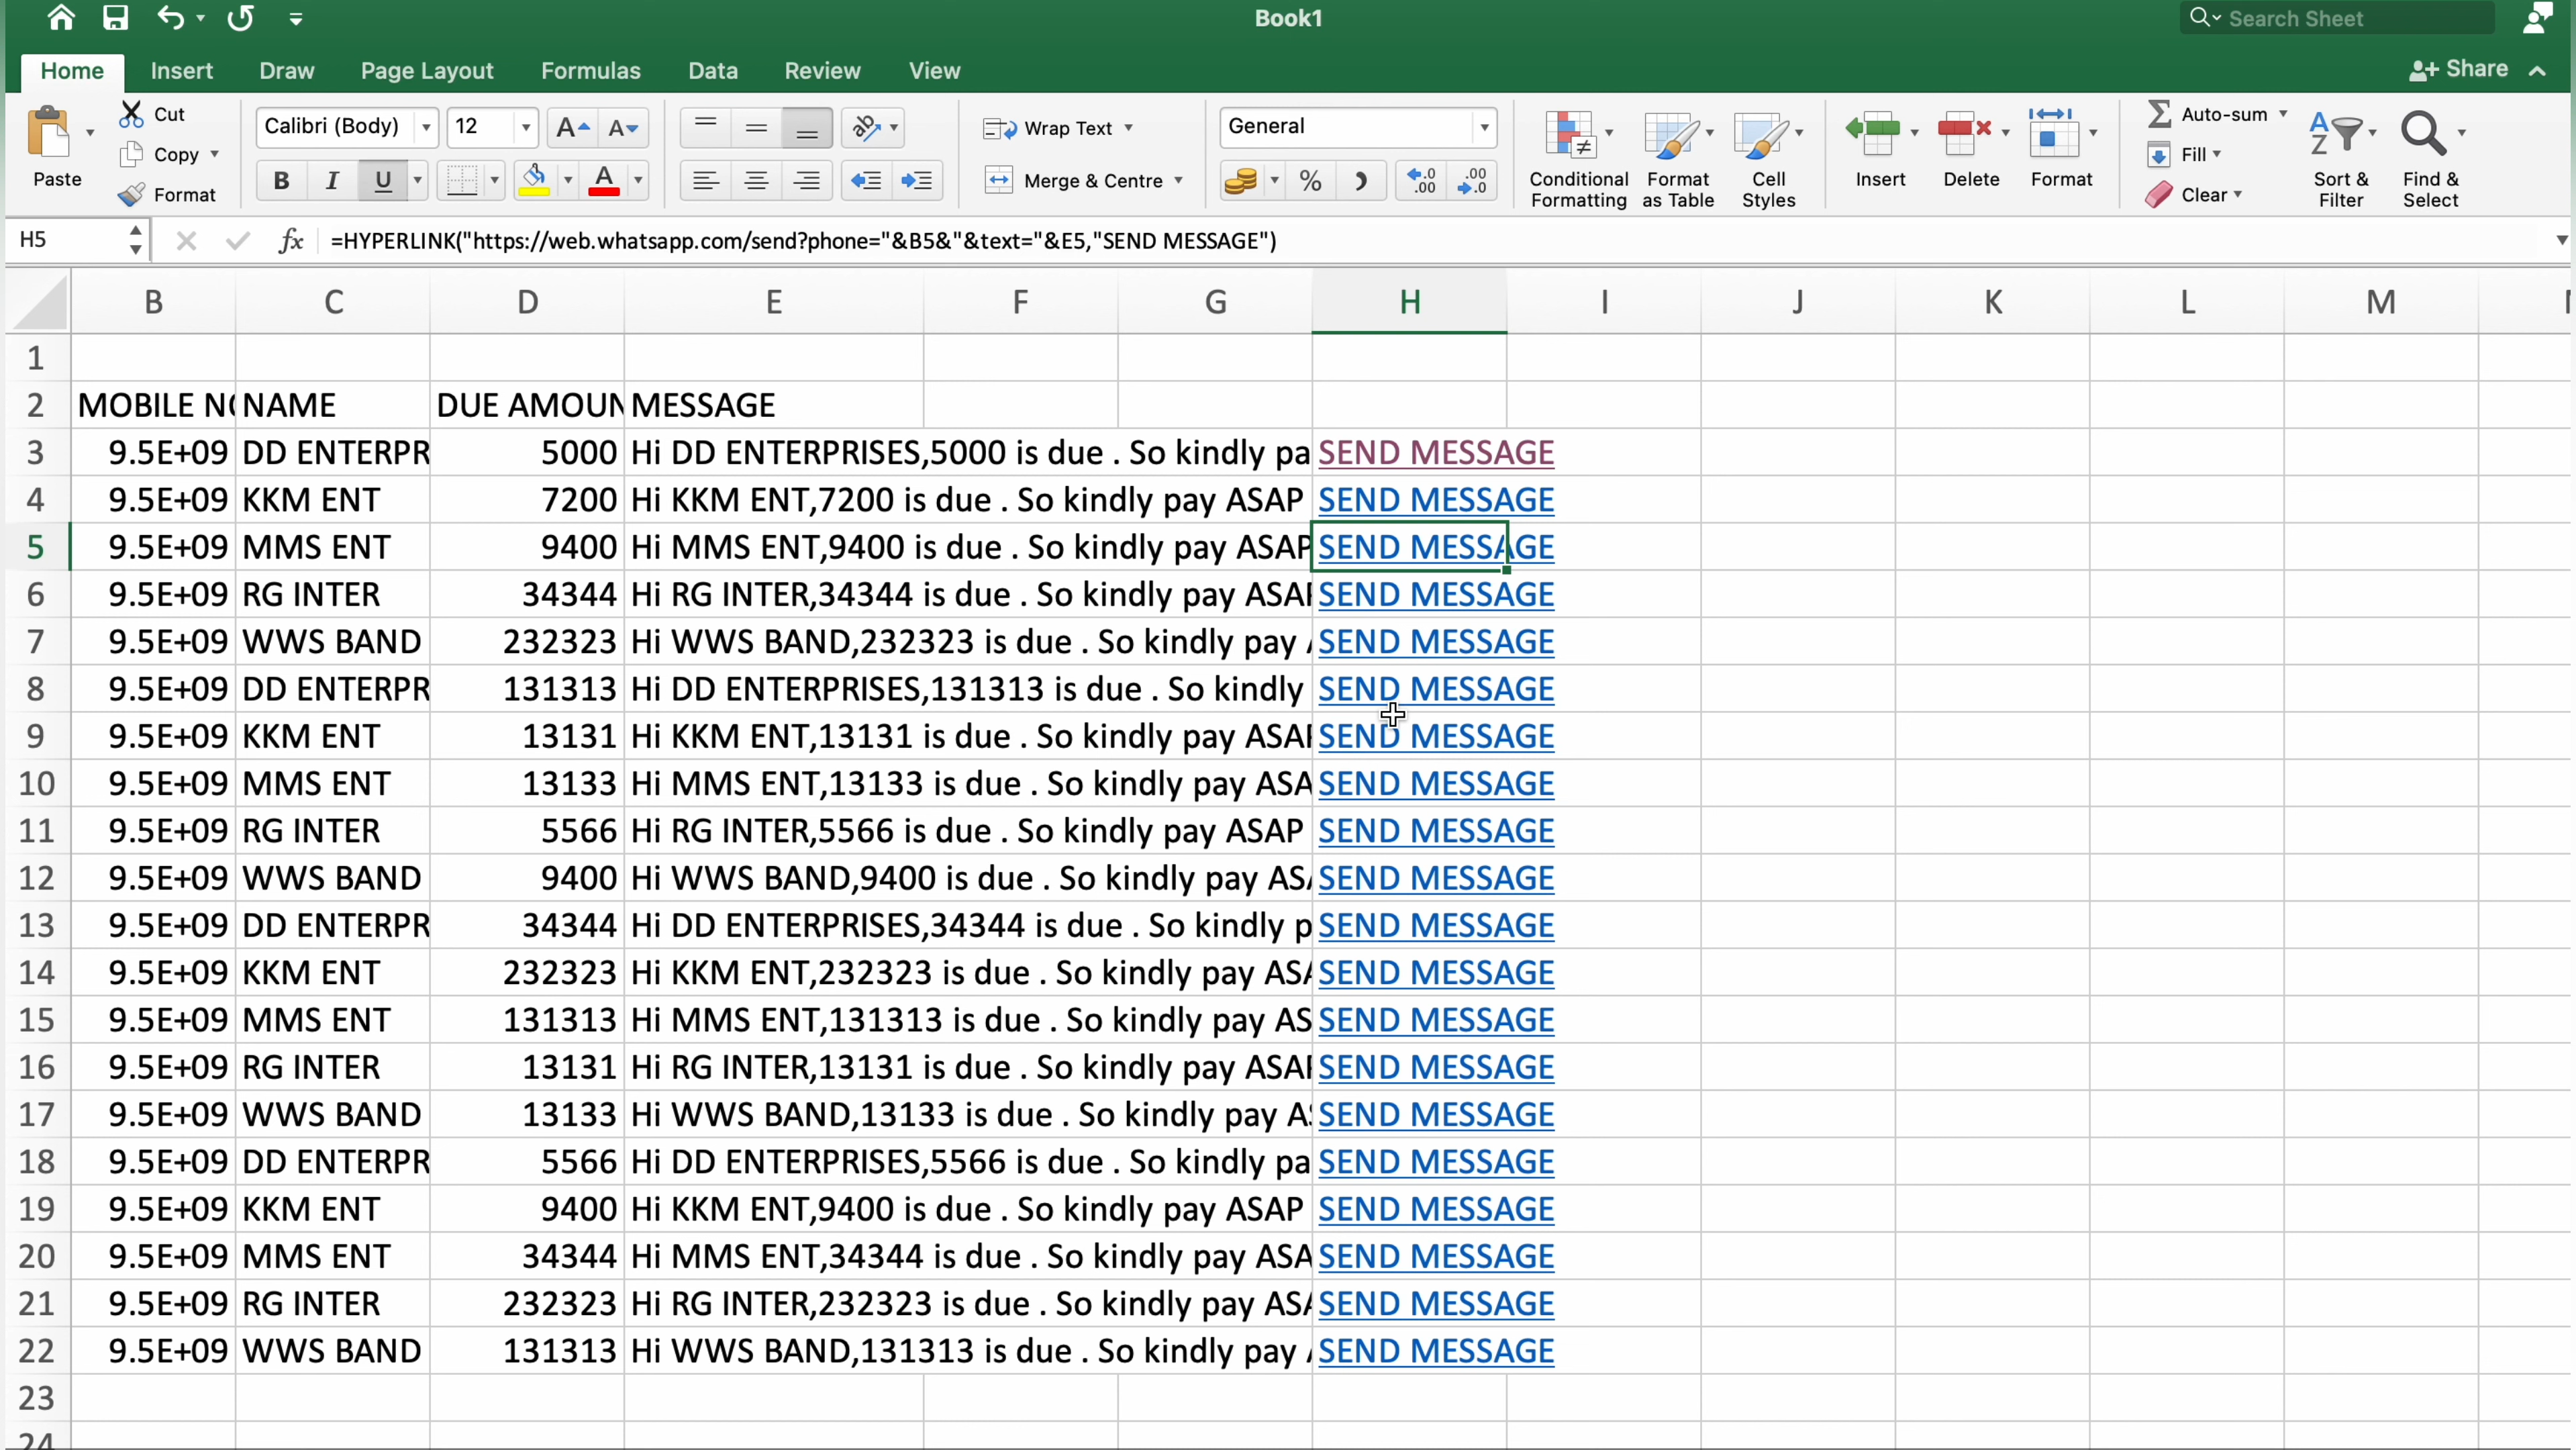 Book1
Search Sheet
Home Insert Draw Page Layout Formulas Data Review View
Share
Paste
Cut
Copy
Format
Calibri (Body) 12
B I U
Wrap Text
Merge & Centre
General
Conditional Formatting
Format as Table
Cell Styles
Insert
Delete
Format
Auto-sum
Fill
Clear
Sort & Filter
Find & Select
H5 fx =HYPERLINK("https://web.whatsapp.com/send?phone="&B5&"&text="&E5,"SEND MESSAGE")
B C D E F G H I J K L M
1
2 MOBILE NO NAME DUE AMOUN MESSAGE
3 9.5E+09 DD ENTERPR 5000 Hi DD ENTERPRISES,5000 is due . So kindly pa SEND MESSAGE
4 9.5E+09 KKM ENT 7200 Hi KKM ENT,7200 is due . So kindly pay ASAP SEND MESSAGE
5 9.5E+09 MMS ENT 9400 Hi MMS ENT,9400 is due . So kindly pay ASAP SEND MESSAGE
6 9.5E+09 RG INTER 34344 Hi RG INTER,34344 is due . So kindly pay ASAP SEND MESSAGE
7 9.5E+09 WWS BAND 232323 Hi WWS BAND,232323 is due . So kindly pay SEND MESSAGE
8 9.5E+09 DD ENTERPR 131313 Hi DD ENTERPRISES,131313 is due . So kindly SEND MESSAGE
9 9.5E+09 KKM ENT 13131 Hi KKM ENT,13131 is due . So kindly pay ASAP SEND MESSAGE
10 9.5E+09 MMS ENT 13133 Hi MMS ENT,13133 is due . So kindly pay ASA SEND MESSAGE
11 9.5E+09 RG INTER 5566 Hi RG INTER,5566 is due . So kindly pay ASAP SEND MESSAGE
12 9.5E+09 WWS BAND 9400 Hi WWS BAND,9400 is due . So kindly pay ASA SEND MESSAGE
13 9.5E+09 DD ENTERPR 34344 Hi DD ENTERPRISES,34344 is due . So kindly p SEND MESSAGE
14 9.5E+09 KKM ENT 232323 Hi KKM ENT,232323 is due . So kindly pay ASA SEND MESSAGE
15 9.5E+09 MMS ENT 131313 Hi MMS ENT,131313 is due . So kindly pay AS SEND MESSAGE
16 9.5E+09 RG INTER 13131 Hi RG INTER,13131 is due . So kindly pay ASAP SEND MESSAGE
17 9.5E+09 WWS BAND 13133 Hi WWS BAND,13133 is due . So kindly pay AS SEND MESSAGE
18 9.5E+09 DD ENTERPR 5566 Hi DD ENTERPRISES,5566 is due . So kindly pa SEND MESSAGE
19 9.5E+09 KKM ENT 9400 Hi KKM ENT,9400 is due . So kindly pay ASAP SEND MESSAGE
20 9.5E+09 MMS ENT 34344 Hi MMS ENT,34344 is due . So kindly pay ASA SEND MESSAGE
21 9.5E+09 RG INTER 232323 Hi RG INTER,232323 is due . So kindly pay ASA SEND MESSAGE
22 9.5E+09 WWS BAND 131313 Hi WWS BAND,131313 is due . So kindly pay SEND MESSAGE
23
24